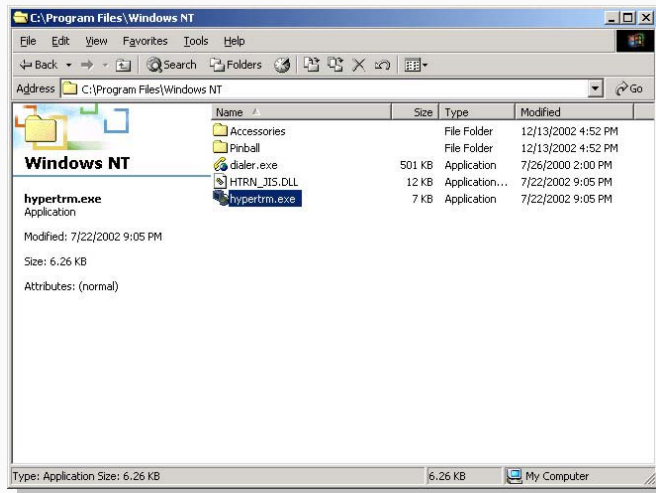 C:\Program Files\Windows NT
File Edit View Favorites Tools Help
Back Search Folders
Address C:\Program Files\Windows NT Go
Name Size Type Modified
Accessories File Folder 12/13/2002 4:52 PM
Pinball File Folder 12/13/2002 4:52 PM
dialer.exe 501 KB Application 7/26/2000 2:00 PM
HTRN_JIS.DLL 12 KB Application... 7/22/2002 9:05 PM
hypertrm.exe 7 KB Application 7/22/2002 9:05 PM
Windows NT
hypertrm.exe
Application
Modified: 7/22/2002 9:05 PM
Size: 6.26 KB
Attributes: (normal)
Type: Application Size: 6.26 KB 6.26 KB My Computer